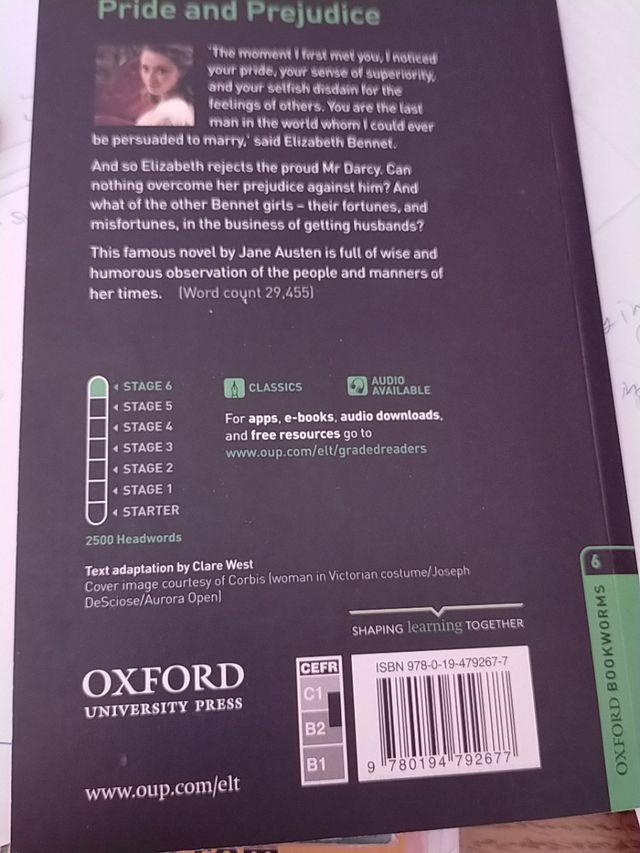 Pride and Prejudice
'The moment I first met you, I noticed
your pride, your sense of superiority,
and your selfish disdain for the
feelings of others. You are the last
man in the world whom I could ever
be persuaded to marry,' said Elizabeth Bennet.
And so Elizabeth rejects the proud Mr Darcy. Can
nothing overcome her prejudice against him? And
what of the other Bennet girls – their fortunes, and
misfortunes, in the business of getting husbands?
This famous novel by Jane Austen is full of wise and
humorous observation of the people and manners of
her times. (Word count 29,455)
STAGE 6
STAGE 5
STAGE 4
STAGE 3
STAGE 2
STAGE 1
STARTER
2500 Headwords
CLASSICS
AUDIO
AVAILABLE
For apps, e-books, audio downloads,
and free resources go to
www.oup.com/elt/gradedreaders
Text adaptation by Clare West
Cover image courtesy of Corbis (woman in Victorian costume/Joseph
DeSciose/Aurora Open)
SHAPING learning TOGETHER
OXFORD
UNIVERSITY PRESS
www.oup.com/elt
CEFR
C1
B2
B1
ISBN 978-0-19-479267-7
9 780194 792677
6
OXFORD BOOKWORMS